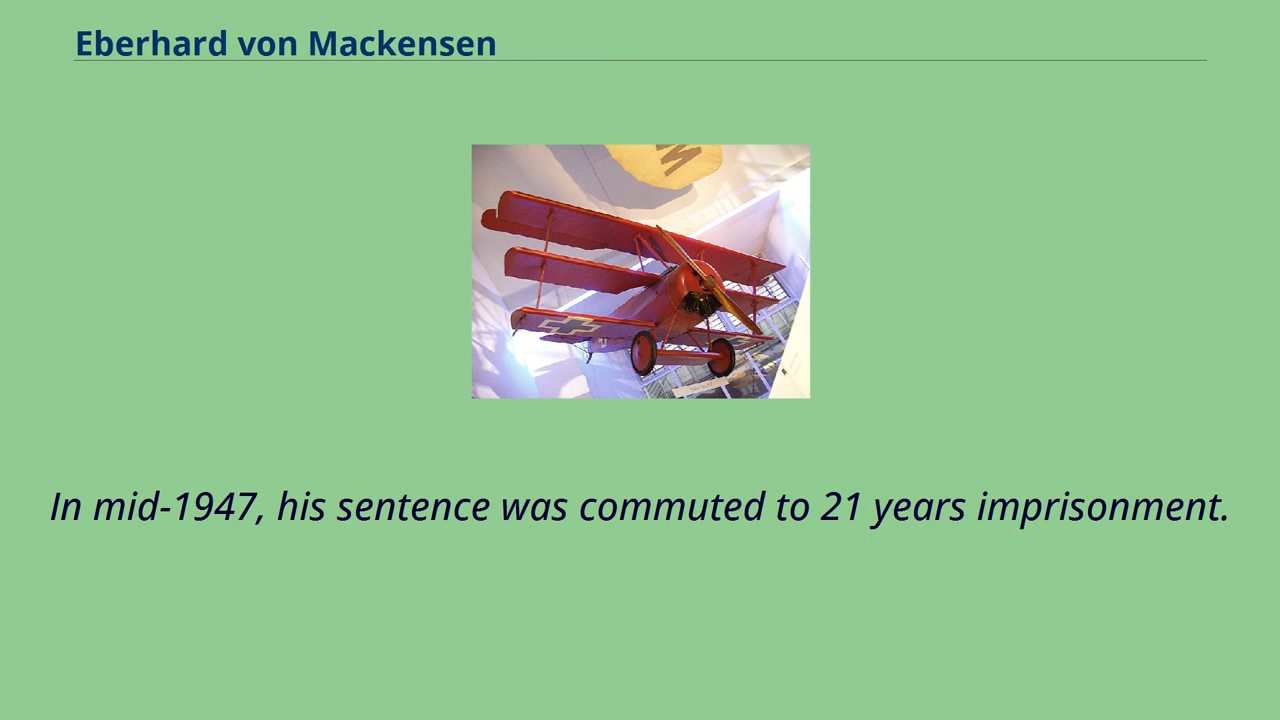 Eberhard von Mackensen
M
In mid-1947, his sentence was commuted to 21 years imprisonment.